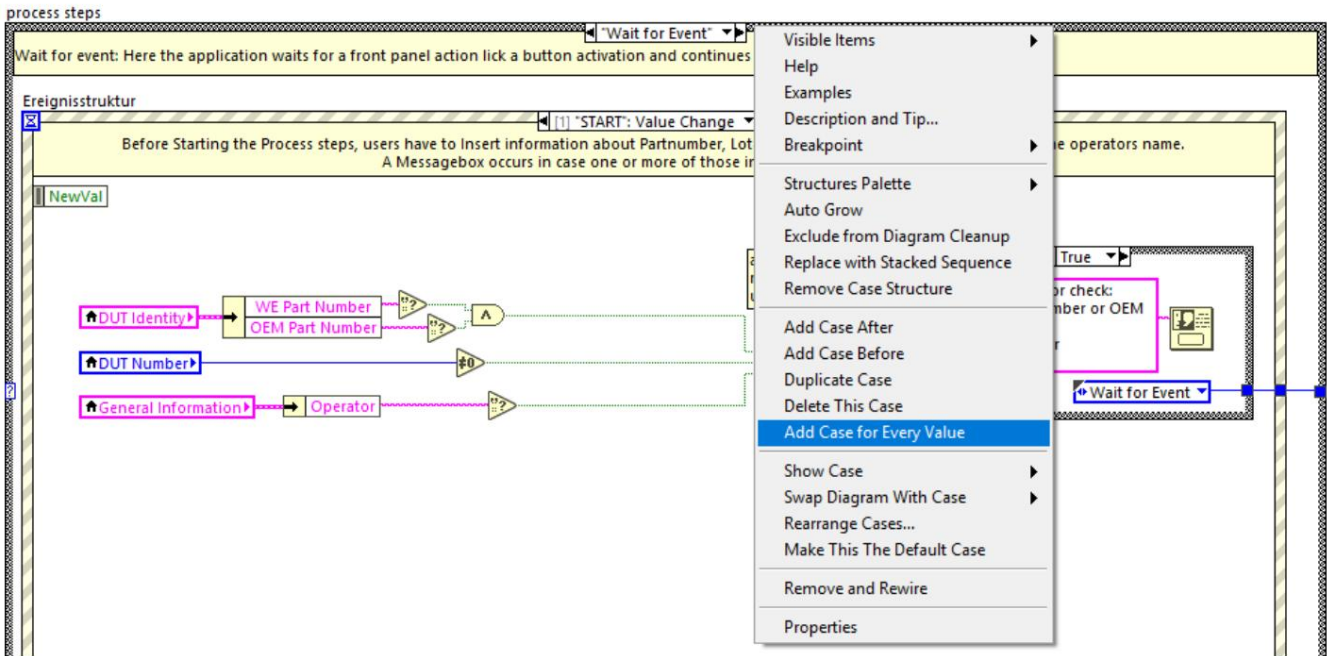 process steps
"Wait for Event"
Wait for event: Here the application waits for a front panel action lick a button activation and continues
Ereignisstruktur
[1] "START": Value Change
Before Starting the Process steps, users have to Insert information about Partnumber, Lot
e operators name.
A Messagebox occurs in case one or more of those in
NewVal
DUT Identity
WE Part Number
OEM Part Number
?
?
∧
DUT Number
≠0
General Information
Operator
?
?
True
or check:
mber or OEM
r
Wait for Event
Visible Items
Help
Examples
Description and Tip...
Breakpoint
Structures Palette
Auto Grow
Exclude from Diagram Cleanup
Replace with Stacked Sequence
Remove Case Structure
Add Case After
Add Case Before
Duplicate Case
Delete This Case
Add Case for Every Value
Show Case
Swap Diagram With Case
Rearrange Cases...
Make This The Default Case
Remove and Rewire
Properties